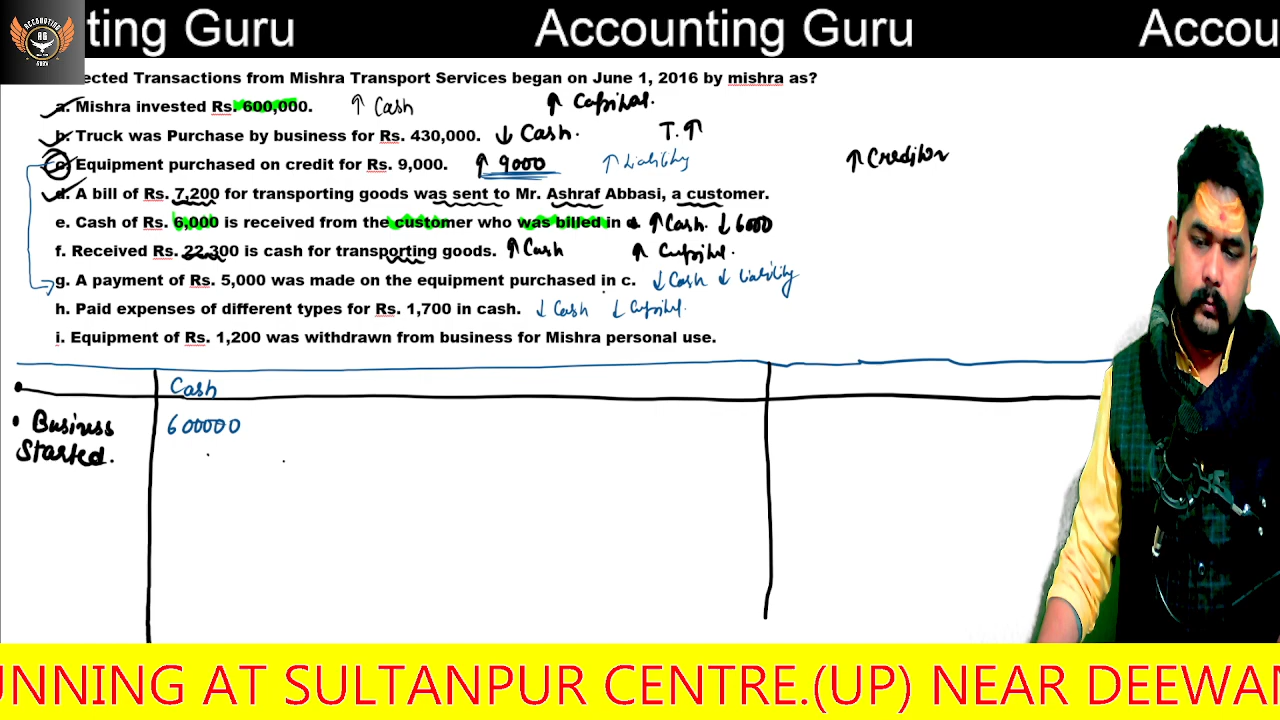 ting Guru Accounting Guru Accou
ACCOUNTING
AG
GURU
ected Transactions from Mishra Transport Services began on June 1, 2016 by mishra as?
a. Mishra invested Rs. 600,000. ↑ Cash ↑ Capital.
b. Truck was Purchase by business for Rs. 430,000. ↓ Cash. T. ↑
c. Equipment purchased on credit for Rs. 9,000. ↑ 9000 ↑ Liability ↑ Creditor
d. A bill of Rs. 7,200 for transporting goods was sent to Mr. Ashraf Abbasi, a customer.
e. Cash of Rs. 6,000 is received from the customer who was billed in ↑ Cash. ↓ 6000
f. Received Rs. 22,300 is cash for transporting goods. ↑ Cash ↑ Capital.
g. A payment of Rs. 5,000 was made on the equipment purchased in c. ↓ Cash ↓ Liability
h. Paid expenses of different types for Rs. 1,700 in cash. ↓ Cash ↓ Capital.
i. Equipment of Rs. 1,200 was withdrawn from business for Mishra personal use.
Cash
• Business 600000
Started.
UNNING AT SULTANPUR CENTRE.(UP) NEAR DEEWAN